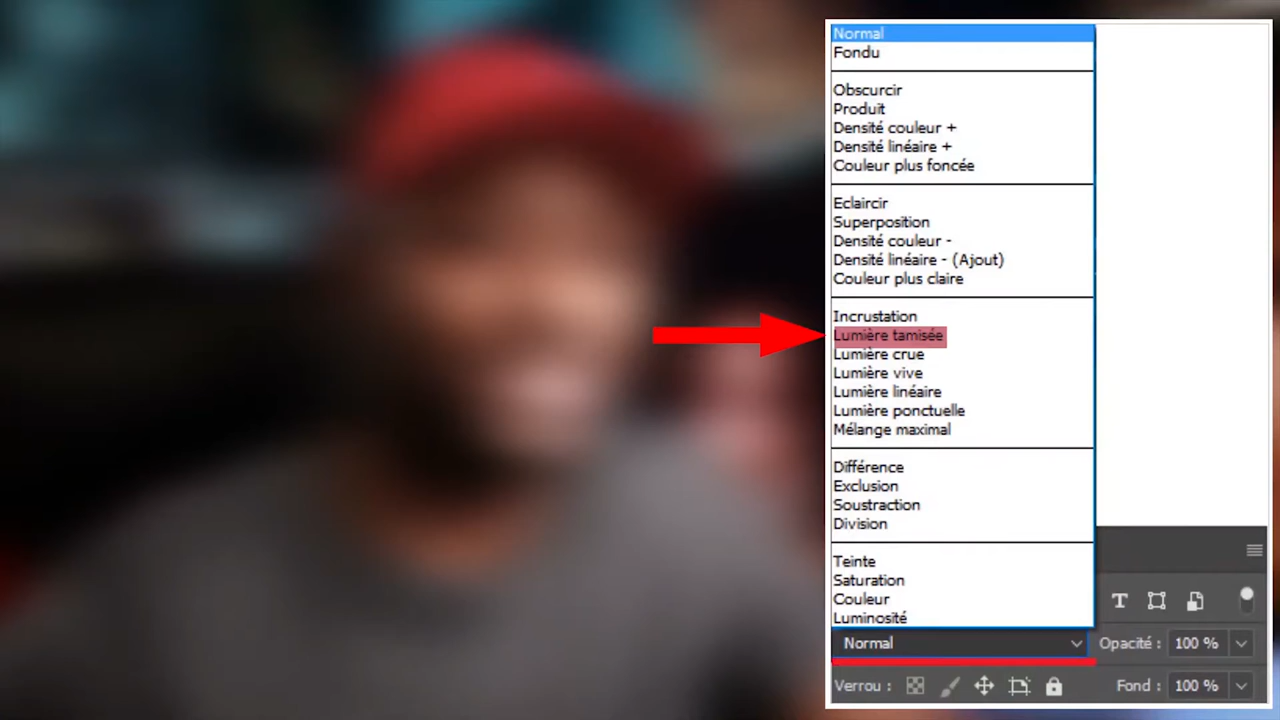 Normal
Fondu
Obscurcir
Produit
Densité couleur +
Densité linéaire +
Couleur plus foncée
Eclaircir
Superposition
Densité couleur -
Densité linéaire - (Ajout)
Couleur plus claire
Incrustation
Lumière tamisée
Lumière crue
Lumière vive
Lumière linéaire
Lumière ponctuelle
Mélange maximal
Différence
Exclusion
Soustraction
Division
Teinte
Saturation
Couleur
Luminosité
Normal Opacité : 100 %
Verrou : Fond : 100 %